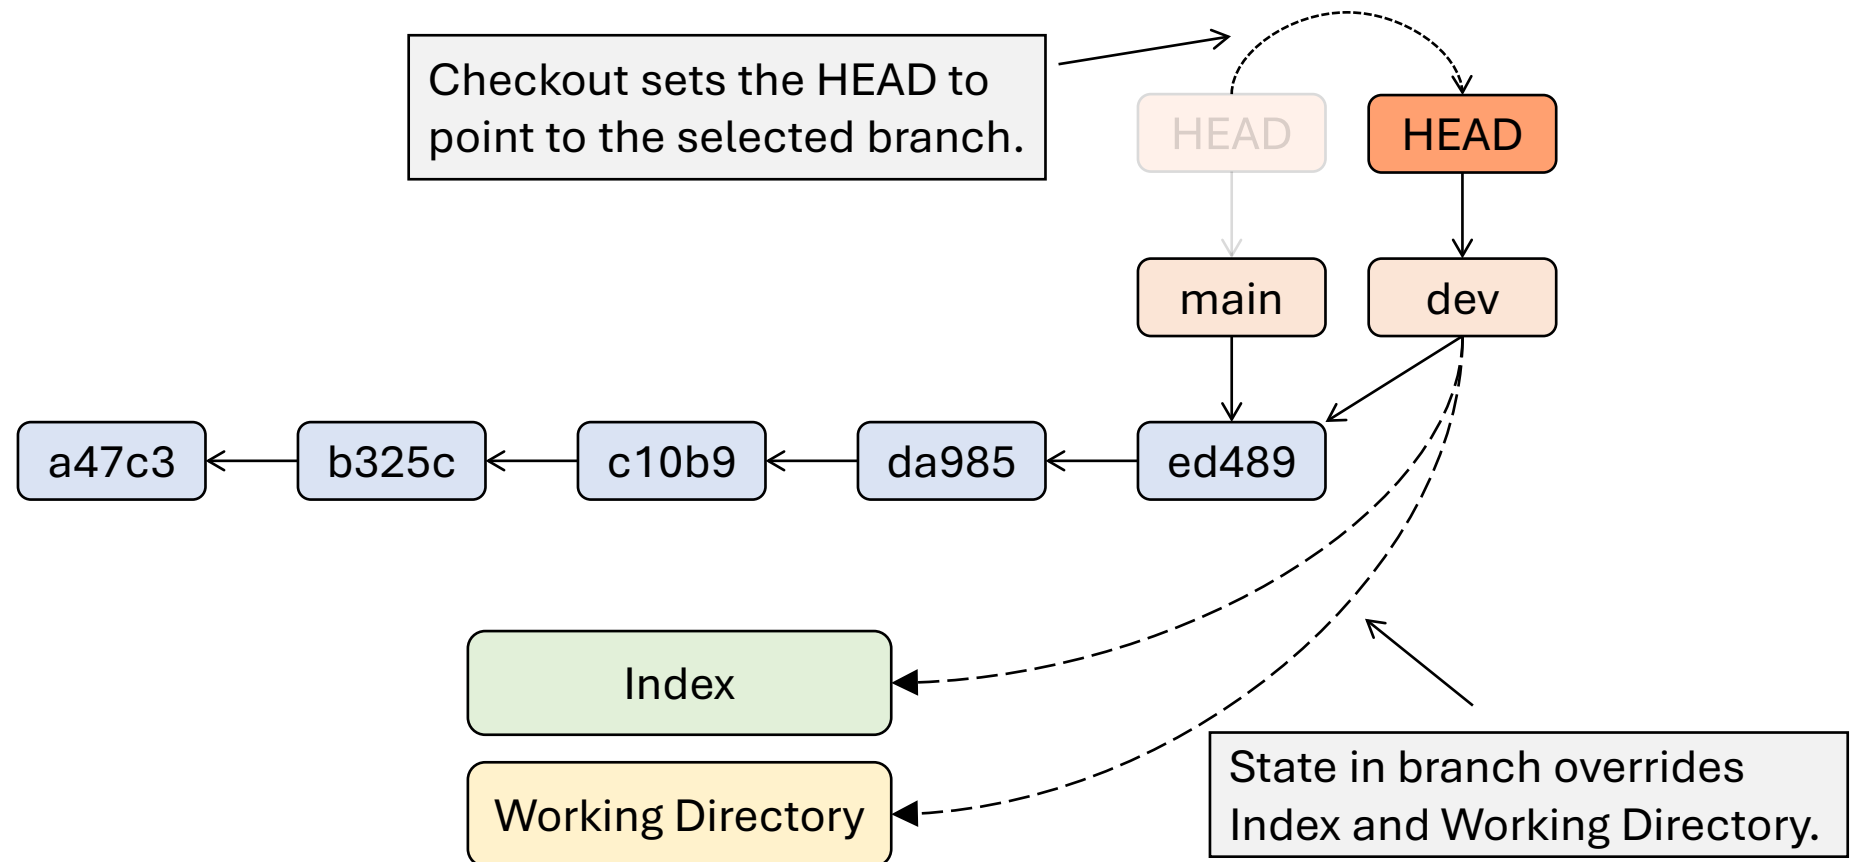 Checkout sets the HEAD to
point to the selected branch.
HEAD
HEAD
main
dev
a47c3
b325c
c10b9
da985
ed489
Index
Working Directory
State in branch overrides
Index and Working Directory.